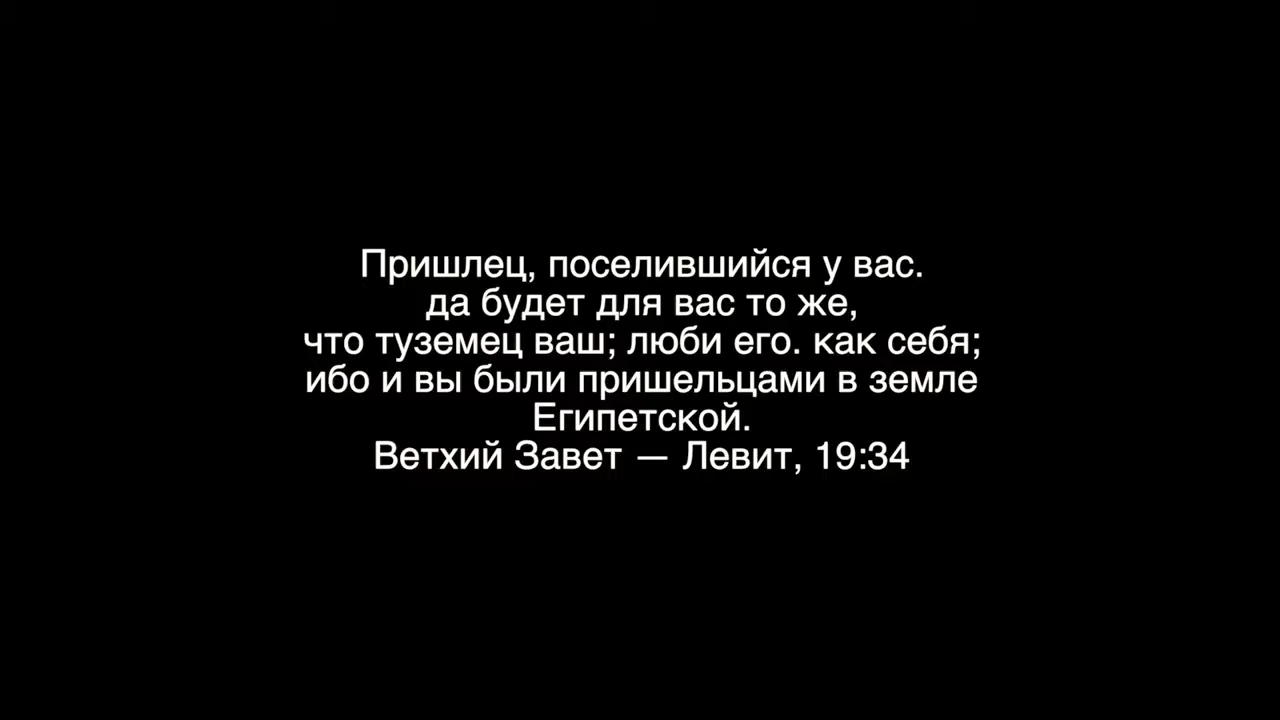 Пришлец, поселившийся у вас.
да будет для вас то же,
что туземец ваш; люби его. как себя;
ибо и вы были пришельцами в земле
Египетской.
Ветхий Завет — Левит, 19:34